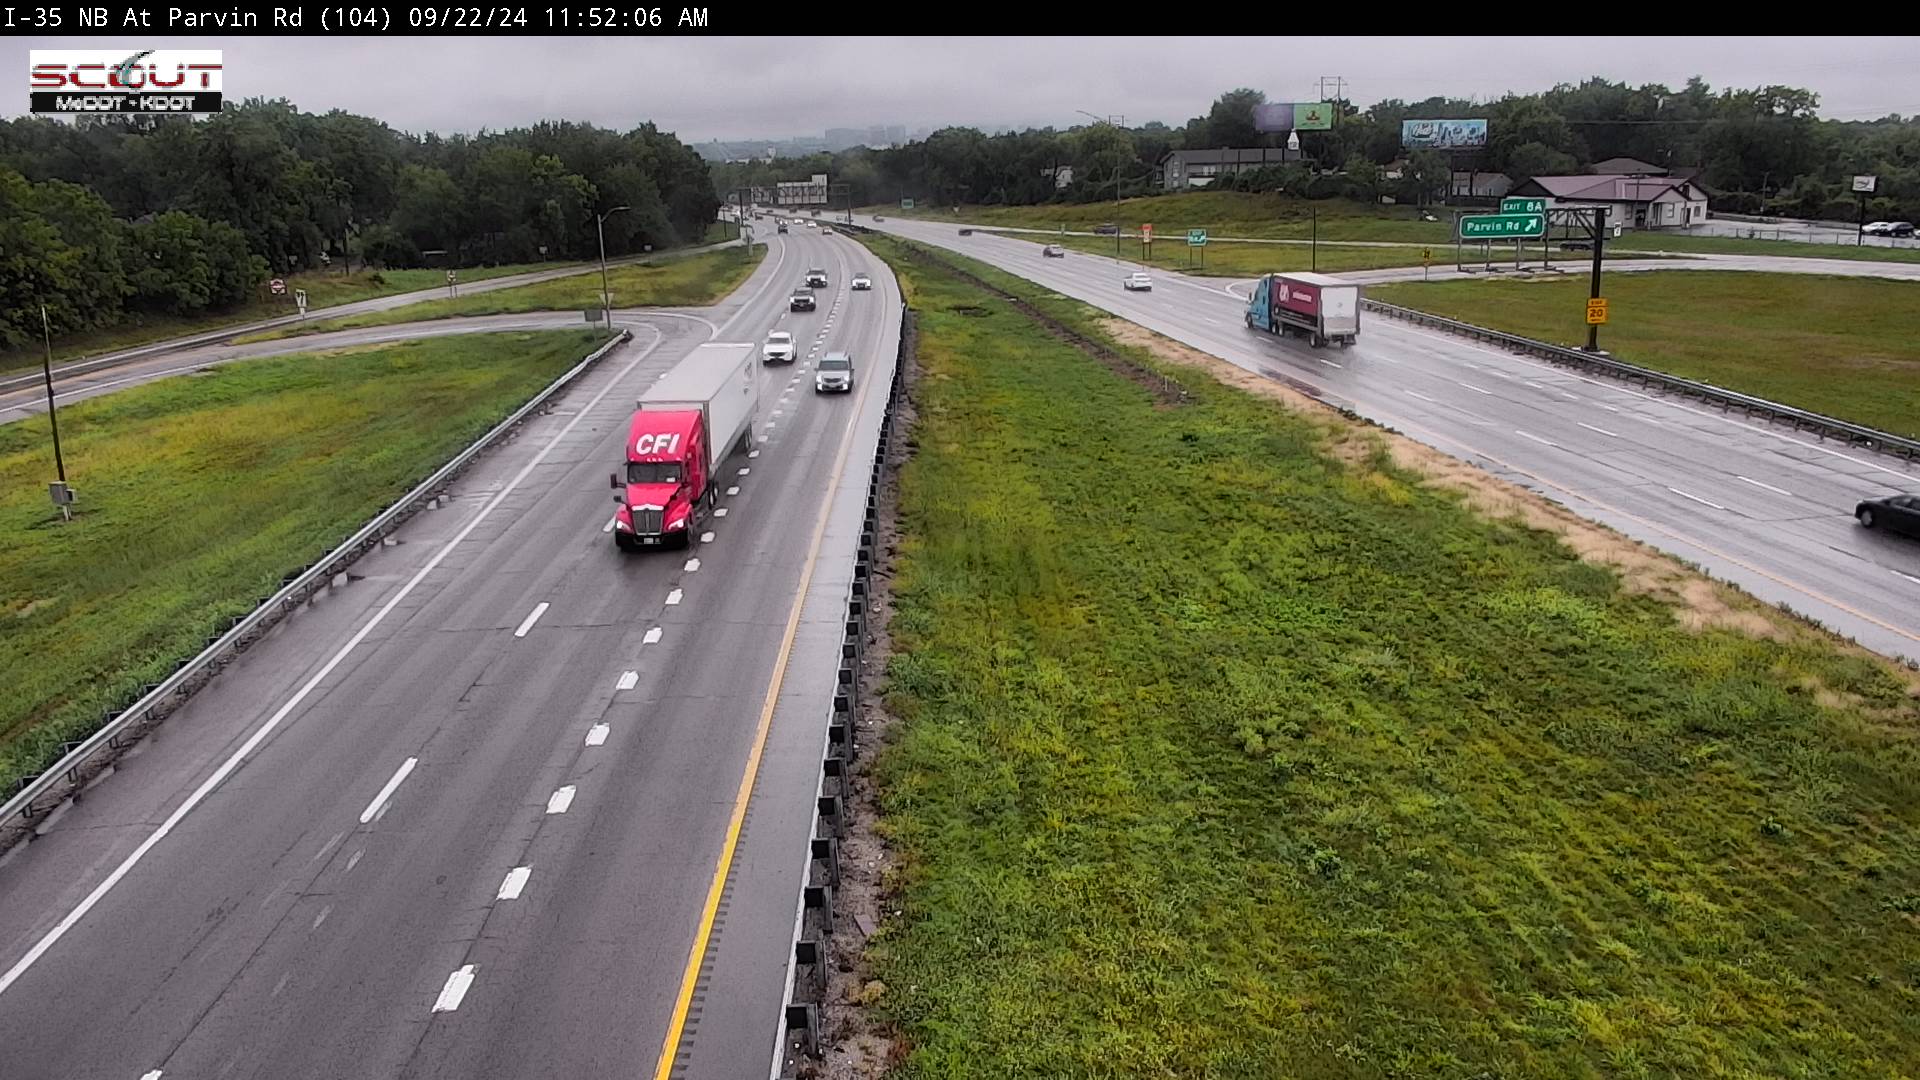 I-35 NB At Parvin Rd (104) 09/22/24 11:52:06 AM
SCOUT
MoDOT - KDOT
EXIT 8A
Parvin Rd
20
CFI